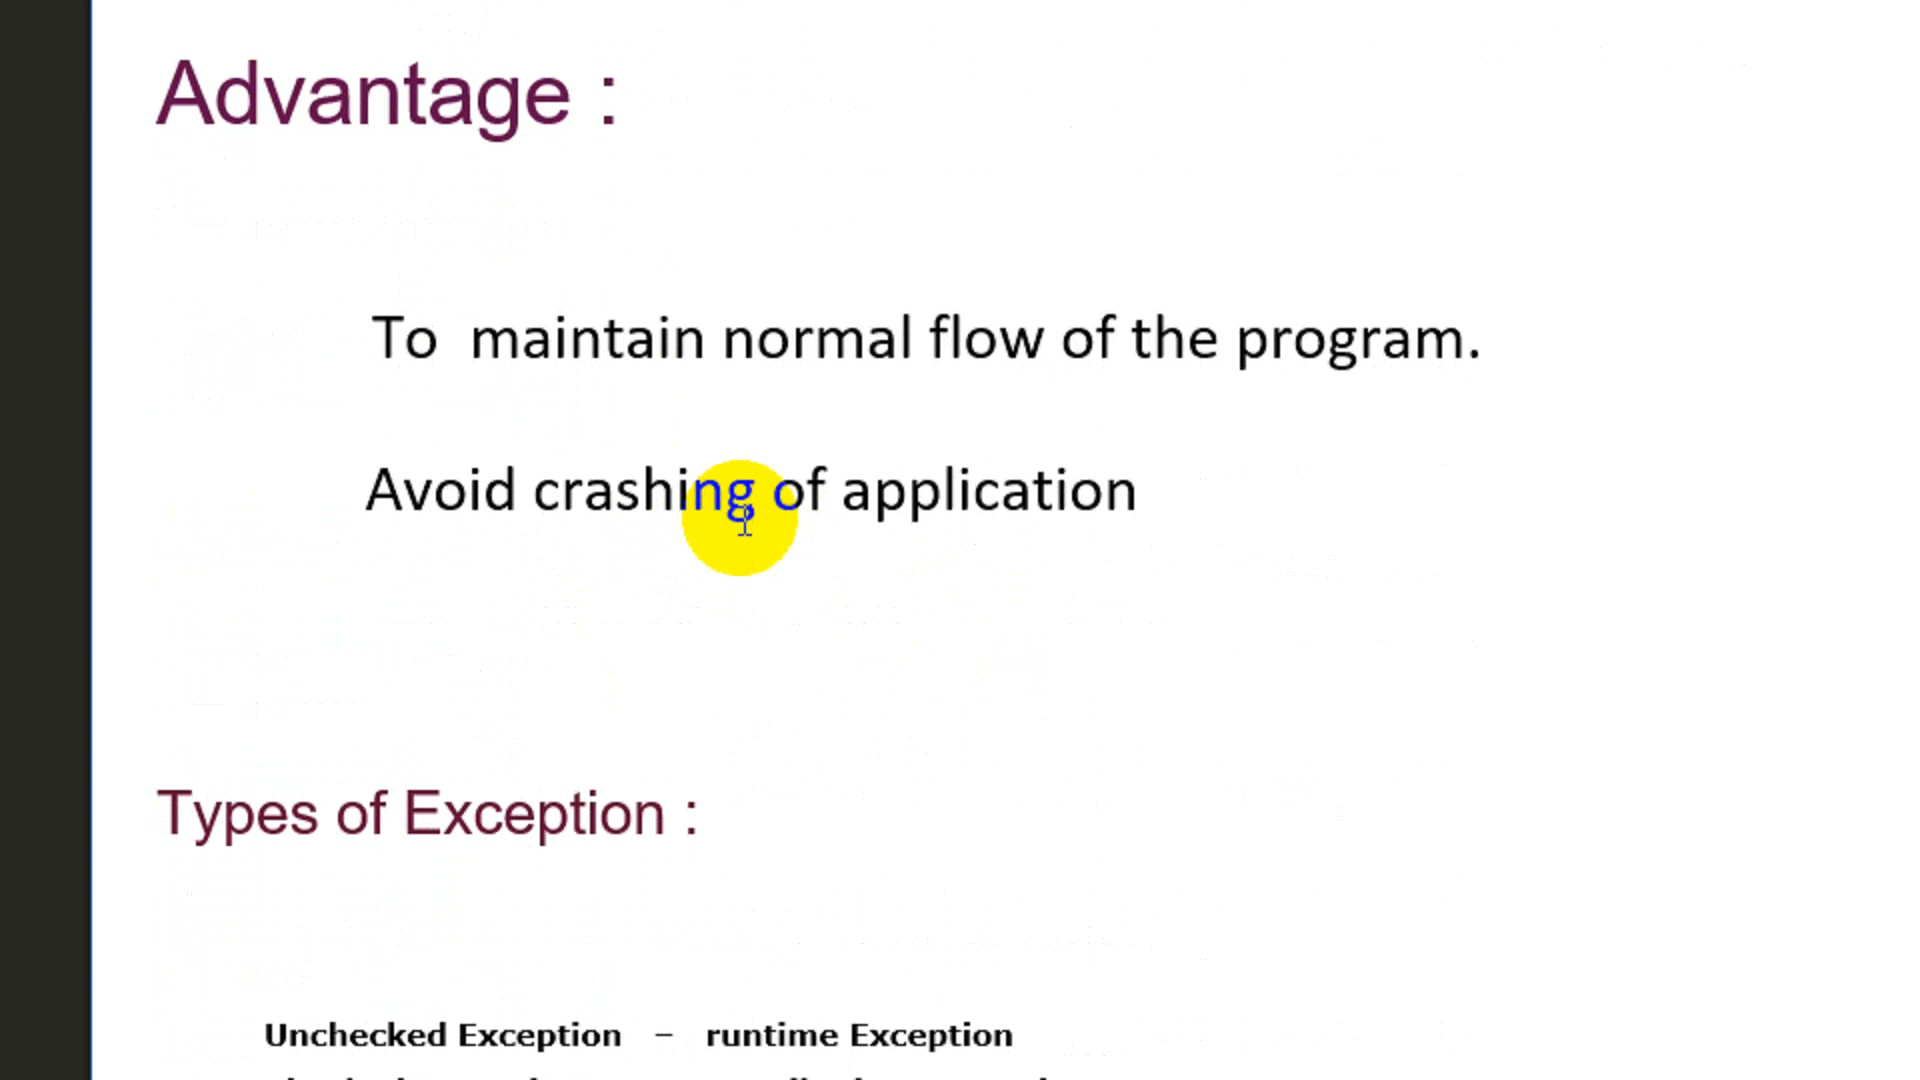 Advantage :
To maintain normal flow of the program.
Avoid crashing of application
Types of Exception :
Unchecked Exception – runtime Exception